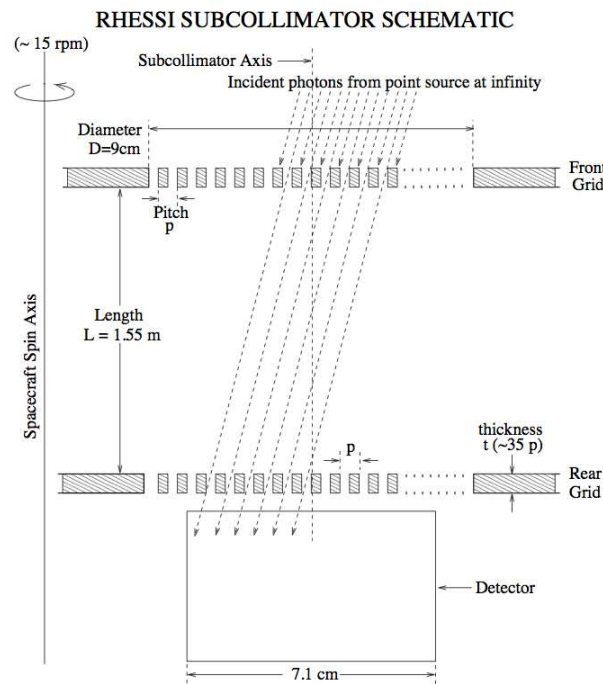 RHESSI SUBCOLLIMATOR SCHEMATIC
(~ 15 rpm)
Subcollimator Axis
Incident photons from point source at infinity
Diameter
D=9cm
Front
Grid
Pitch
p
Length
L = 1.55 m
Spacecraft Spin Axis
p
thickness
t (~35 p)
Rear
Grid
Detector
7.1 cm